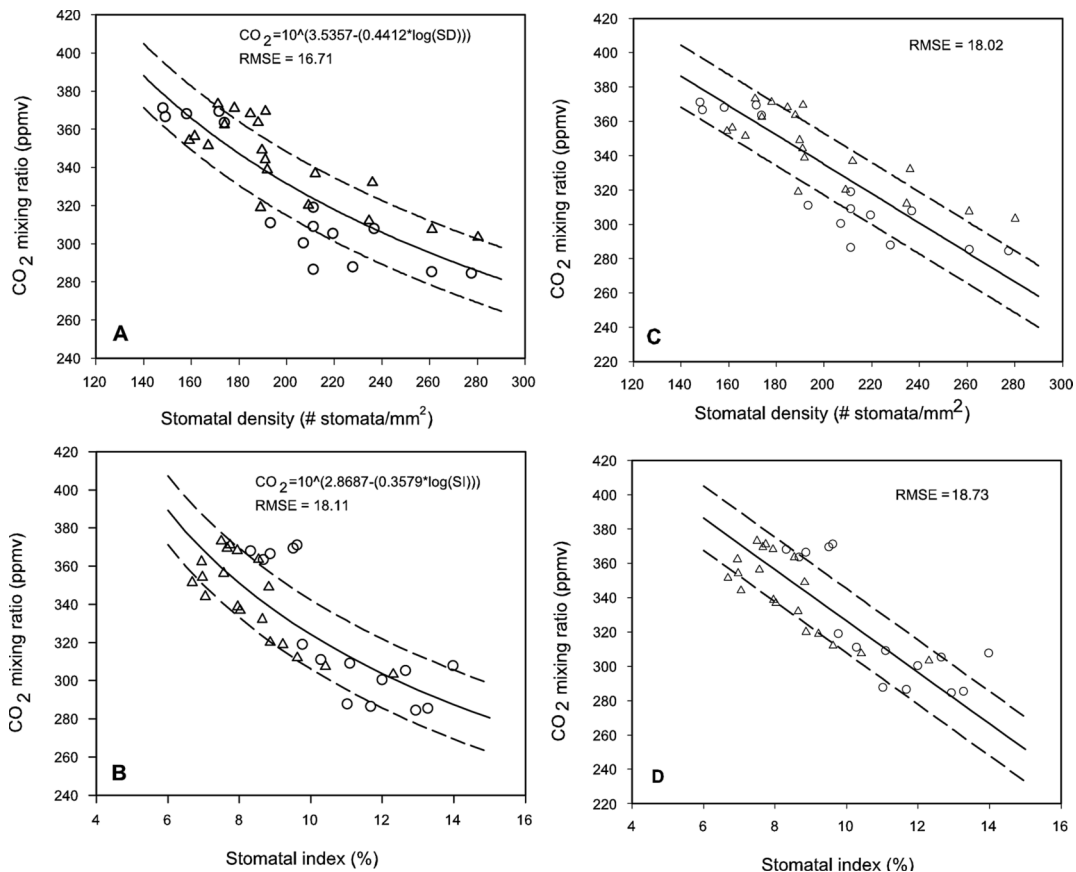 420
400
380
360
340
320
300
280
260
240
CO2 mixing ratio (ppmv)
CO2=10^(3.5357-(0.4412*log(SD)))
RMSE = 16.71
A
120 140 160 180 200 220 240 260 280 300
Stomatal density (# stomata/mm2)
420
400
380
360
340
320
300
280
260
240
220
CO2 mixing ratio (ppmv)
RMSE = 18.02
C
120 140 160 180 200 220 240 260 280 300
Stomatal density (# stomata/mm2)
420
400
380
360
340
320
300
280
260
240
CO2 mixing ratio (ppmv)
CO2=10^(2.8687-(0.3579*log(SI)))
RMSE = 18.11
B
4 6 8 10 12 14 16
Stomatal index (%)
420
400
380
360
340
320
300
280
260
240
220
CO2 mixing ratio (ppmv)
RMSE = 18.73
D
4 6 8 10 12 14 16
Stomatal index (%)